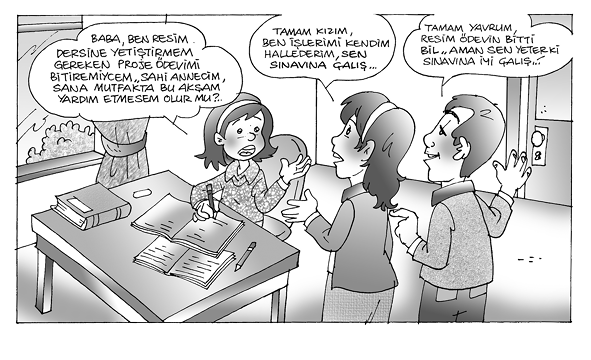 BABA, BEN RESİM
DERSİNE YETİŞTİRMEM
GEREKEN PROJE ÖDEVİMİ
BİTİREMİYCEM.. SAHİ ANNECİM,
SANA MUTFAKTA BU AKŞAM
YARDIM ETMESEM OLUR MU?..
TAMAM KIZIM,
BEN İŞLERİMİ KENDİM
HALLEDERİM, SEN
SINAVINA ÇALIŞ...
TAMAM YAVRUM,
RESİM ÖDEVİN BİTTİ
BİL.. AMAN SEN YETER Kİ
SINAVINA İYİ ÇALIŞ...